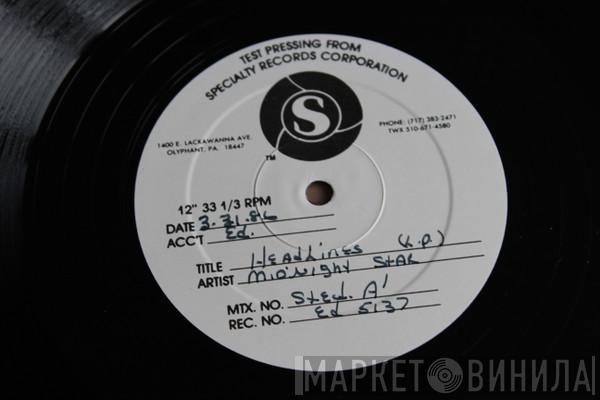 TEST PRESSING FROM
SPECIALTY RECORDS CORPORATION
S
1400 E. LACKAWANNA AVE.
OLYPHANT, PA. 18447
PHONE: (717) 383-2471
TWX 510-671-4580
TM
12" 33 1/3 RPM
DATE 3.31.86
ACC'T Ed.
TITLE HeadLines (L.P.)
ARTIST MIDNIGHT STAR
MTX. NO. Sted. A'
REC. NO. Ed 5137
МАРКЕТ ВИНИЛА